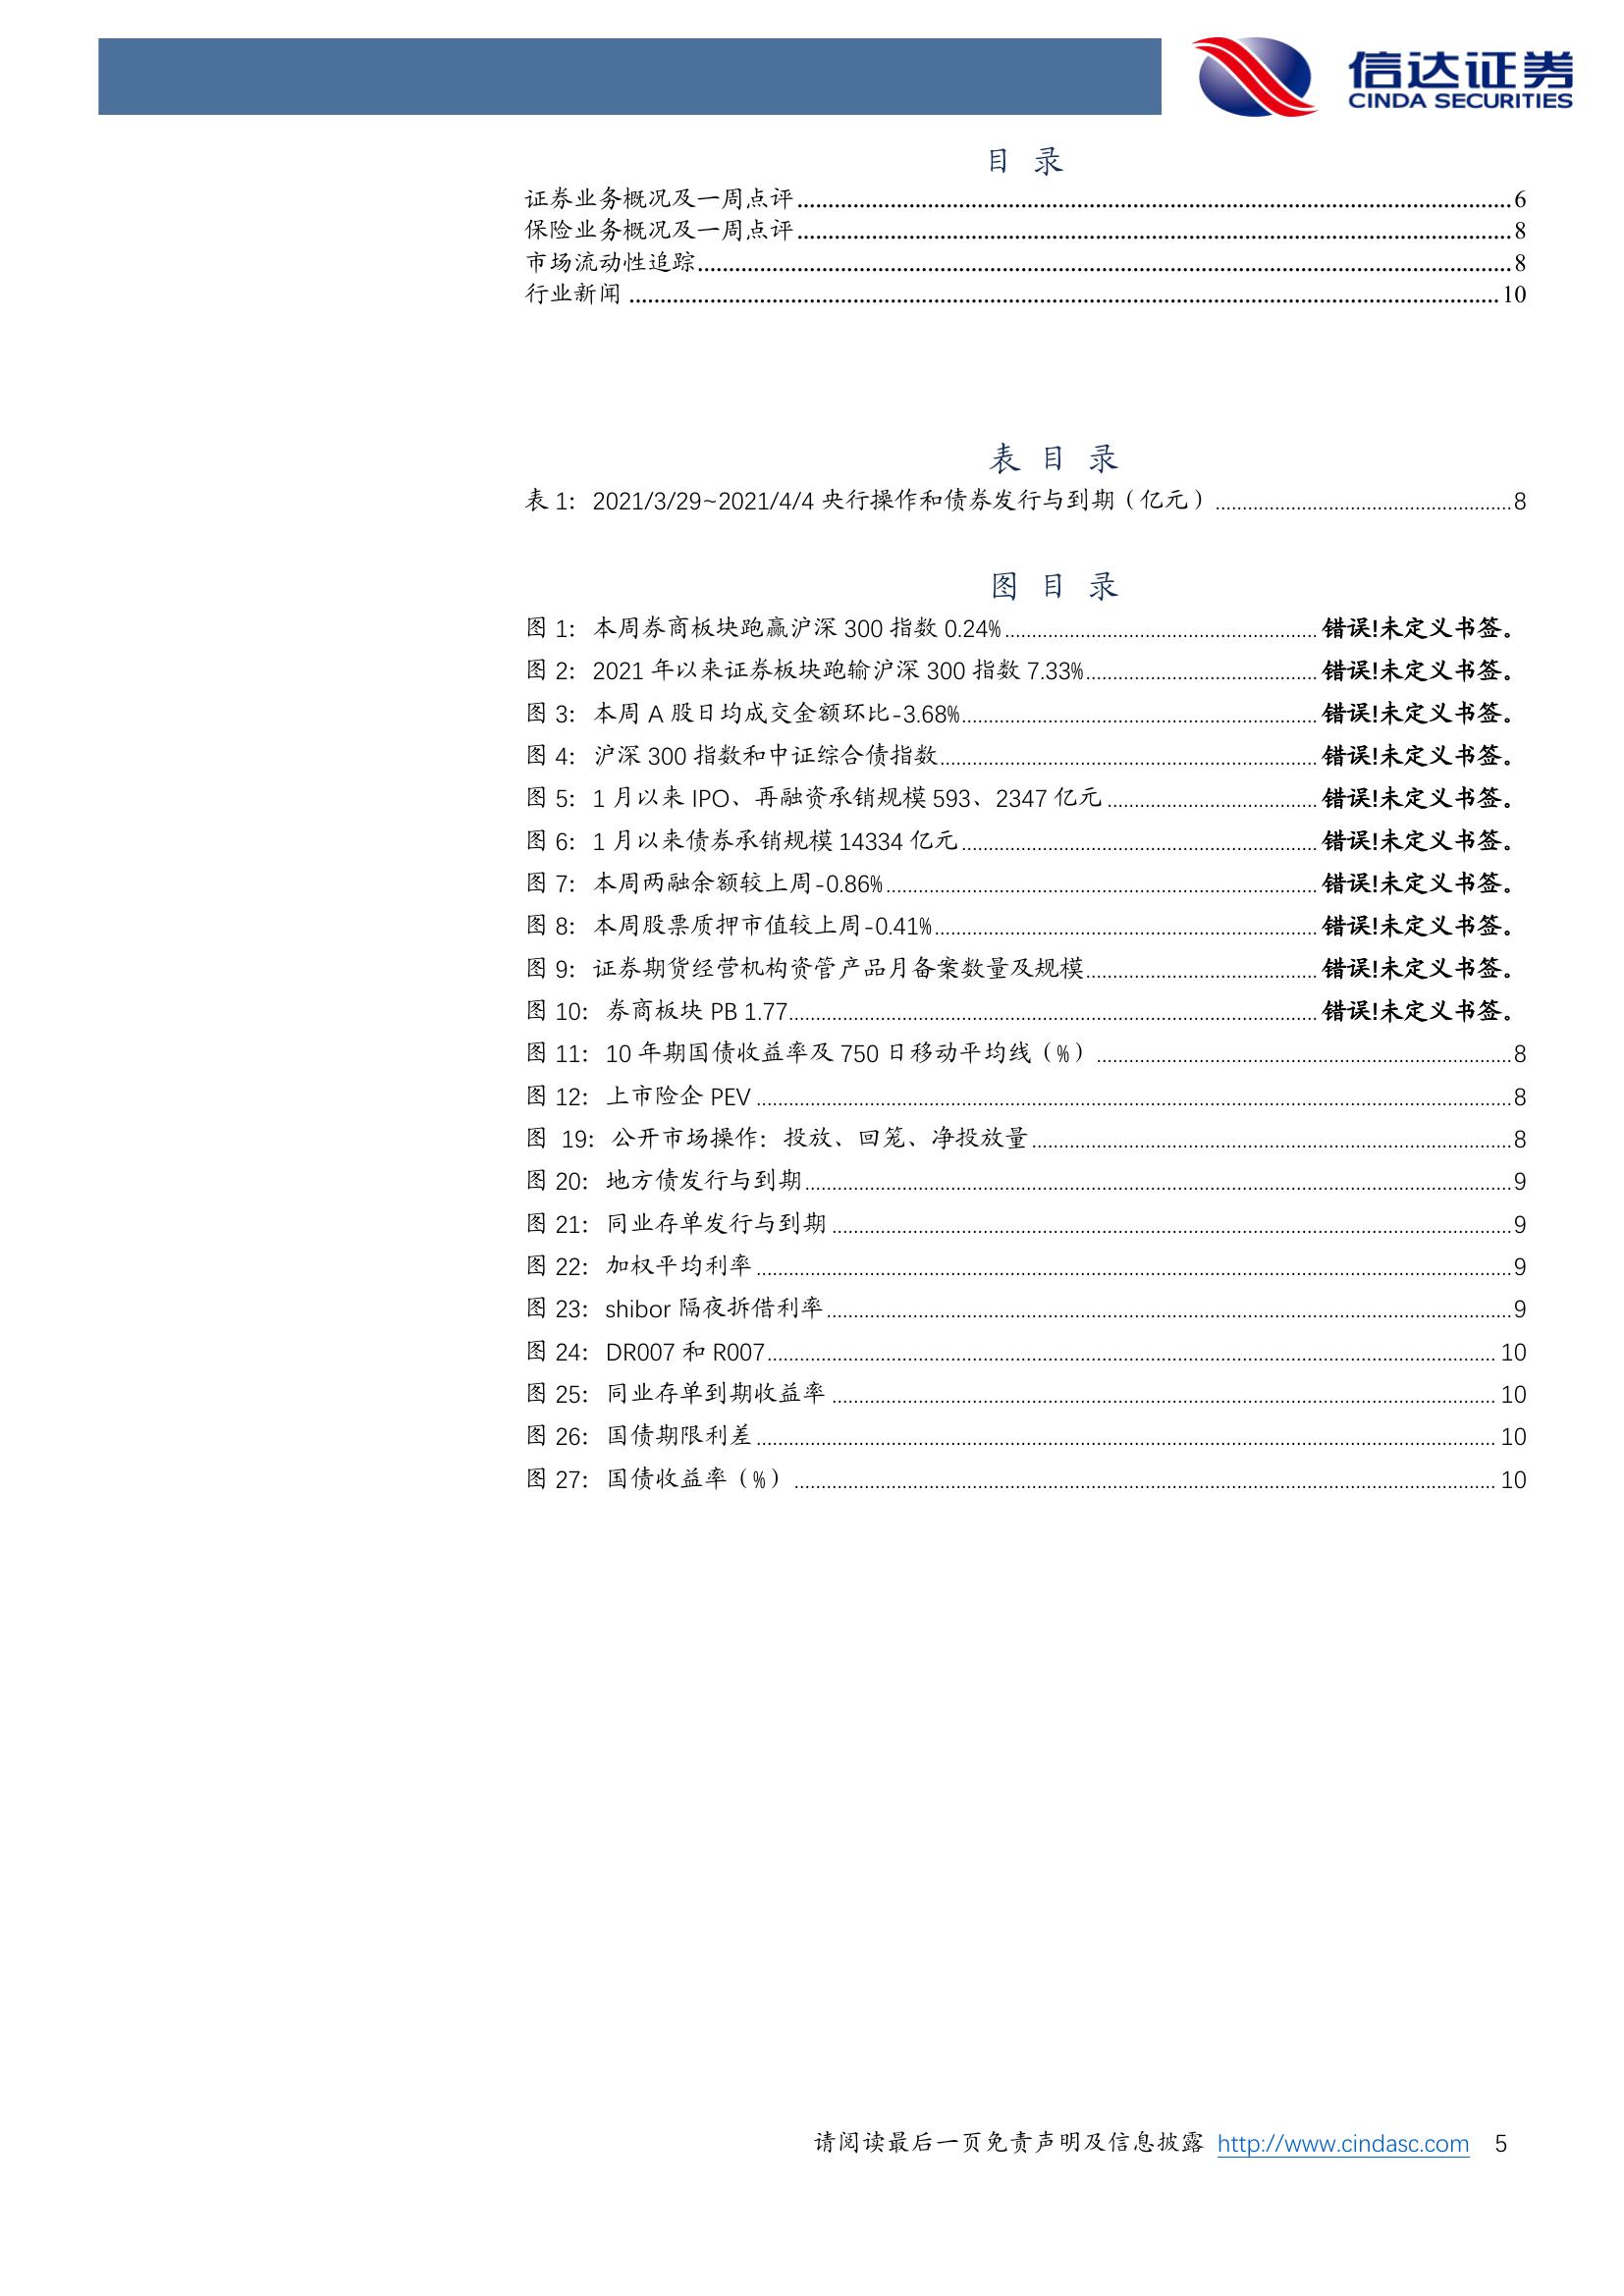 信达证券
CINDA SECURITIES
目 录
证券业务概况及一周点评........................................6
保险业务概况及一周点评........................................8
市场流动性追踪........................................8
行业新闻........................................10
表 目 录
表 1：2021/3/29~2021/4/4 央行操作和债券发行与到期（亿元）........................................8
图 目 录
图 1：本周券商板块跑赢沪深 300 指数 0.24%........................................错误!未定义书签。
图 2：2021 年以来证券板块跑输沪深 300 指数 7.33%........................................错误!未定义书签。
图 3：本周 A 股日均成交金额环比-3.68%........................................错误!未定义书签。
图 4：沪深 300 指数和中证综合债指数........................................错误!未定义书签。
图 5：1 月以来 IPO、再融资承销规模 593、2347 亿元........................................错误!未定义书签。
图 6：1 月以来债券承销规模 14334 亿元........................................错误!未定义书签。
图 7：本周两融余额较上周-0.86%........................................错误!未定义书签。
图 8：本周股票质押市值较上周-0.41%........................................错误!未定义书签。
图 9：证券期货经营机构资管产品月备案数量及规模........................................错误!未定义书签。
图 10：券商板块 PB 1.77........................................错误!未定义书签。
图 11：10 年期国债收益率及 750 日移动平均线（%）........................................8
图 12：上市险企 PEV........................................8
图 19：公开市场操作：投放、回笼、净投放量........................................8
图 20：地方债发行与到期........................................9
图 21：同业存单发行与到期........................................9
图 22：加权平均利率........................................9
图 23：shibor 隔夜拆借利率........................................9
图 24：DR007 和 R007........................................10
图 25：同业存单到期收益率........................................10
图 26：国债期限利差........................................10
图 27：国债收益率（%）........................................10
请阅读最后一页免责声明及信息披露 http://www.cindasc.com 5